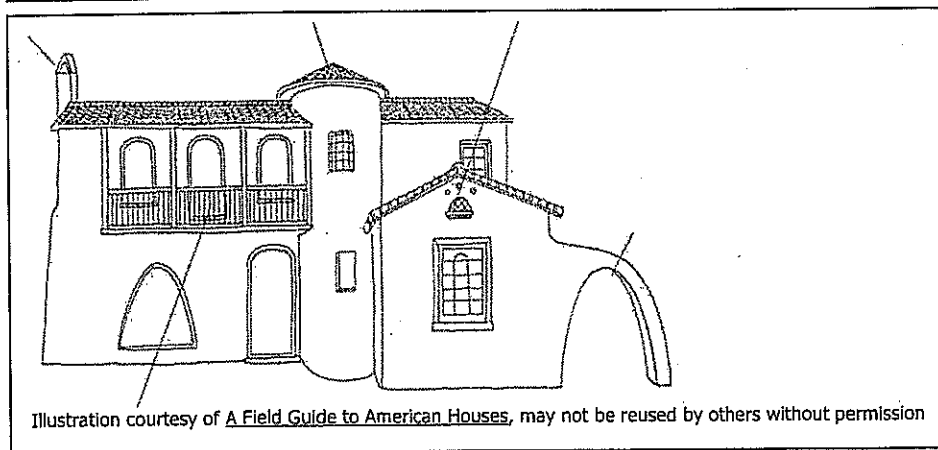 Illustration courtesy of A Field Guide to American Houses, may not be reused by others without permission